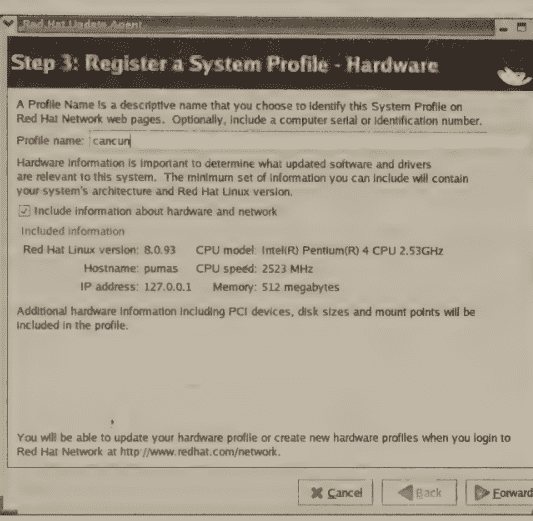 Red Hat Update Agent
Step 3: Register a System Profile - Hardware
A Profile Name is a descriptive name that you choose to identify this System Profile on
Red Hat Network web pages. Optionally, include a computer serial or identification number.
Profile name: cancun
Hardware information is important to determine what updated software and drivers
are relevant to this system. The minimum set of information you can include will contain
your system's architecture and Red Hat Linux version.
Include information about hardware and network
Included information
Red Hat Linux version: 8.0.93 CPU model: Intel(R) Pentium(R) 4 CPU 2.53GHz
Hostname: pumas CPU speed: 2523 MHz
IP address: 127.0.0.1 Memory: 512 megabytes
Additional hardware information including PCI devices, disk sizes and mount points will be
included in the profile.
You will be able to update your hardware profile or create new hardware profiles when you login to
Red Hat Network at http://www.redhat.com/network.
Cancel Back Forward